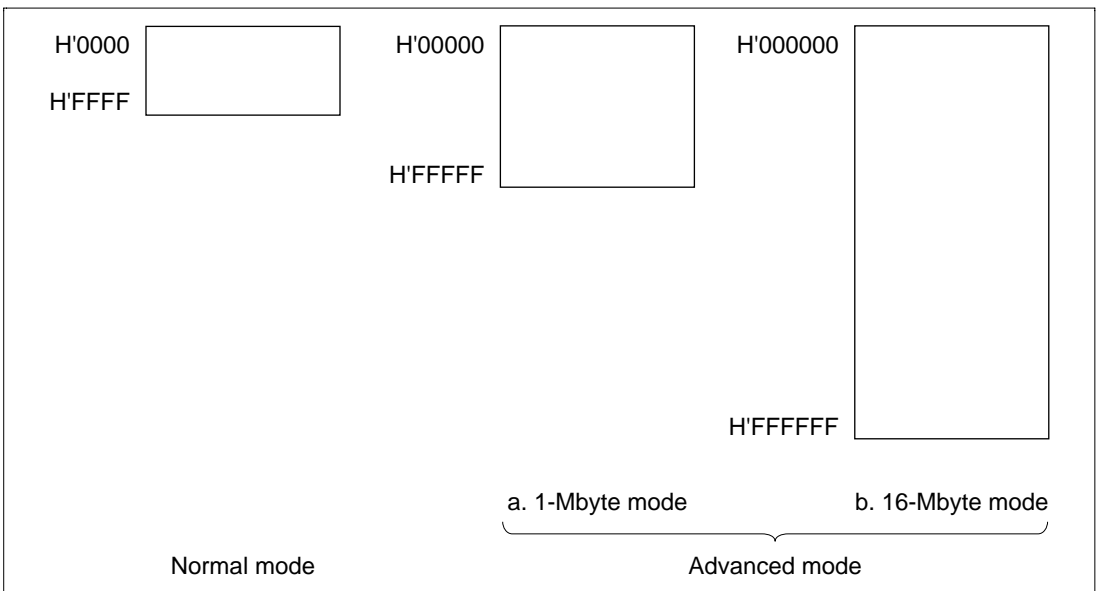 H'0000
H'FFFF
H'00000
H'FFFFF
H'000000
H'FFFFFF
a. 1-Mbyte mode
b. 16-Mbyte mode
Normal mode
Advanced mode